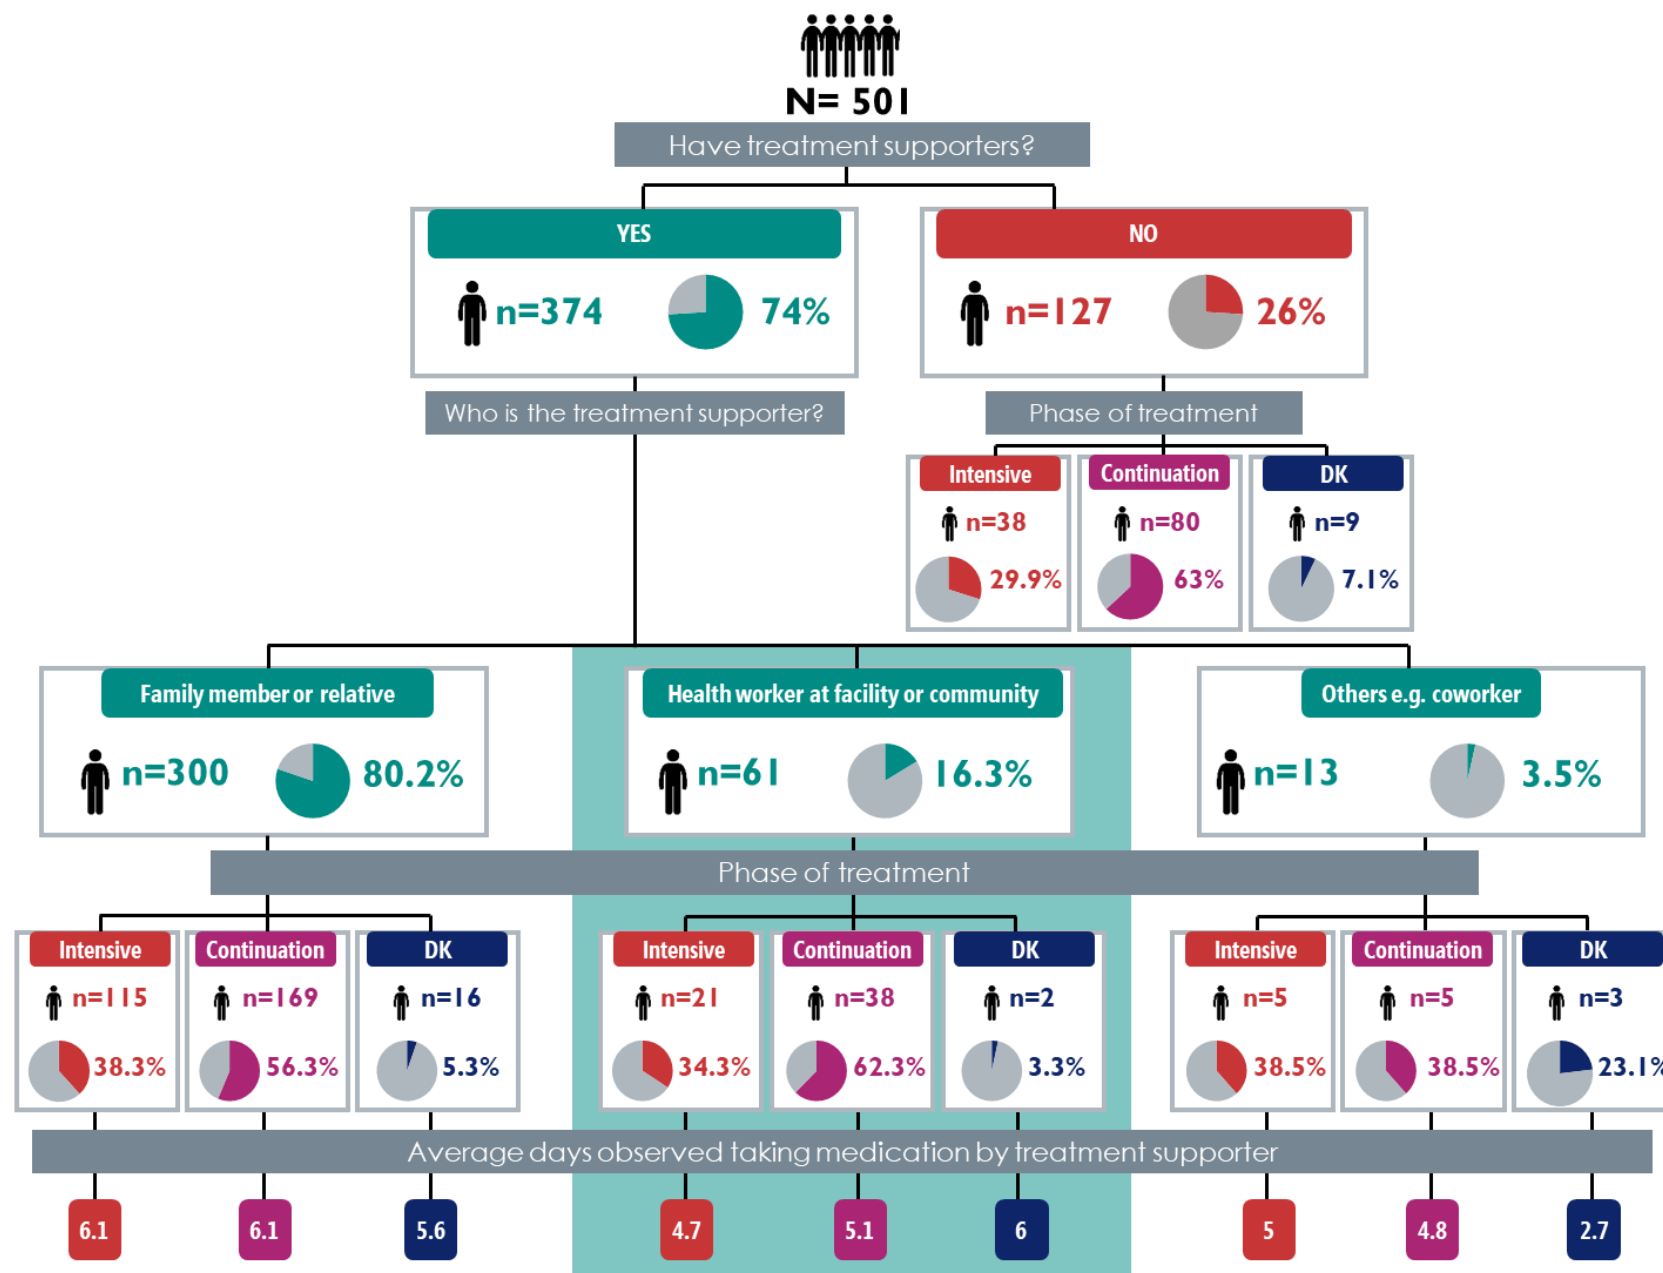 N= 501
Have treatment supporters?
YES
NO
n=374
74%
n=127
26%
Who is the treatment supporter?
Phase of treatment
Intensive
Continuation
DK
n=38
n=80
n=9
29.9%
63%
7.1%
Family member or relative
Health worker at facility or community
Others e.g. coworker
n=300
80.2%
n=61
16.3%
n=13
3.5%
Phase of treatment
Intensive
Continuation
DK
Intensive
Continuation
DK
Intensive
Continuation
DK
n=115
n=169
n=16
n=21
n=38
n=2
n=5
n=5
n=3
38.3%
56.3%
5.3%
34.3%
62.3%
3.3%
38.5%
38.5%
23.1%
Average days observed taking medication by treatment supporter
6.1
6.1
5.6
4.7
5.1
6
5
4.8
2.7